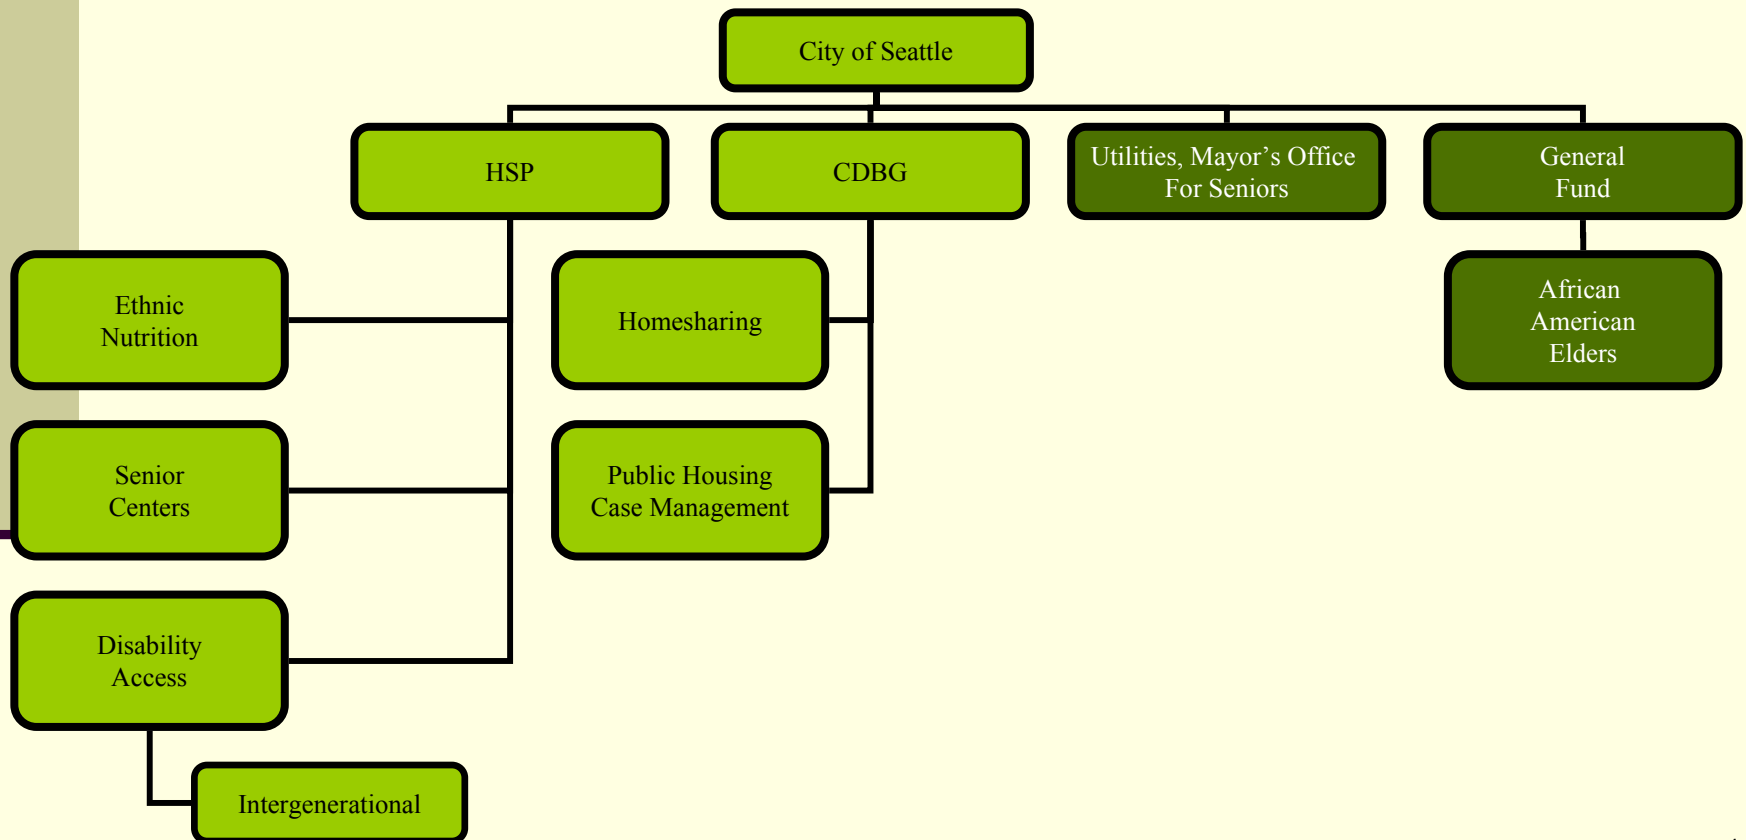 City of Seattle
HSP
CDBG
Utilities, Mayor’s Office
For Seniors
General
Fund
Ethnic
Nutrition
Homesharing
African
American
Elders
Senior
Centers
Public Housing
Case Management
Disability
Access
Intergenerational